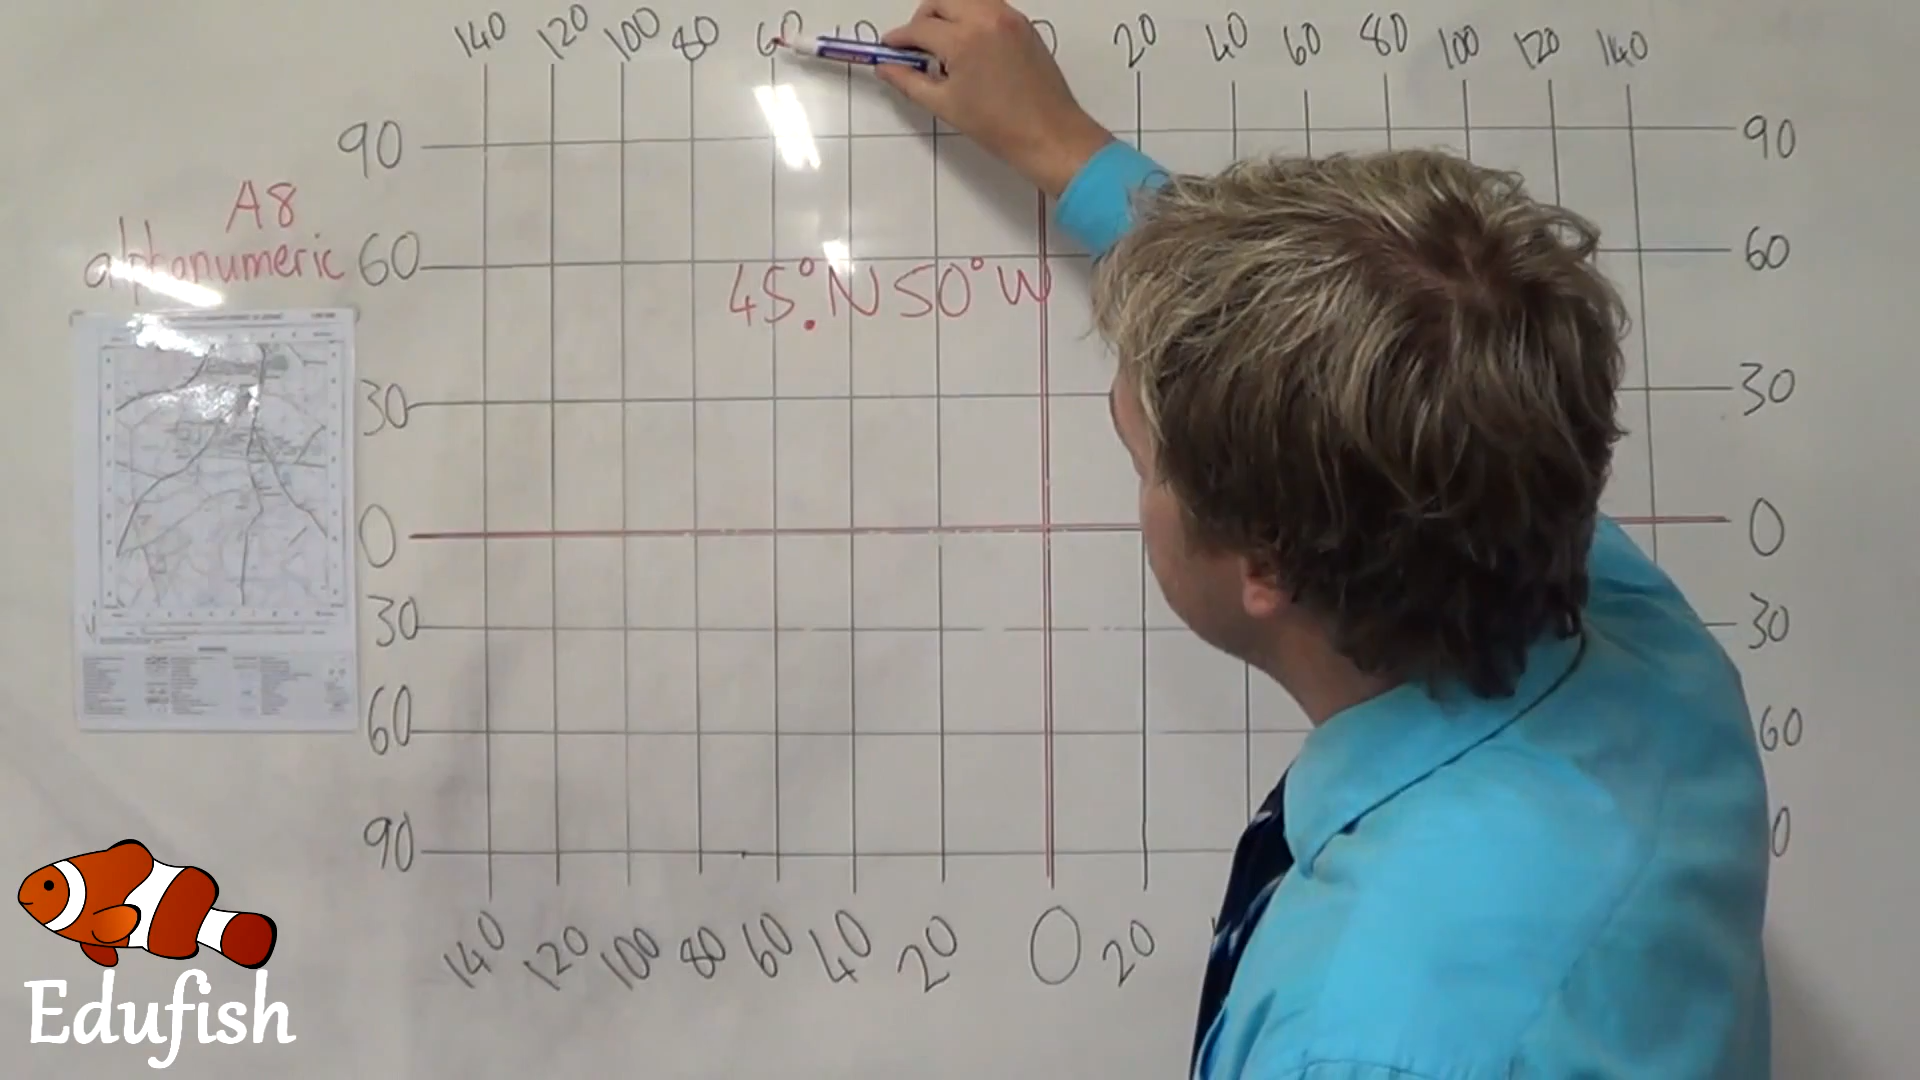 140 120 100 80 60 20 40 60 80 100 120 140
90 90
A8
alphanumeric
60 60
45°N 50°W
30 30
0 0
30 30
60 60
90
140 120 100 80 60 40 20 0 20
Edufish